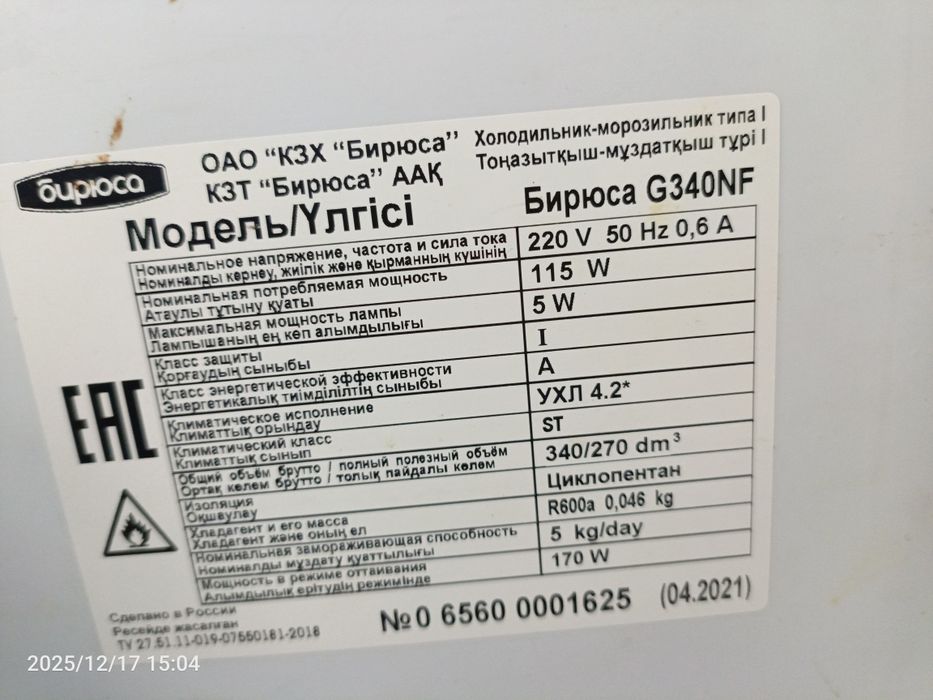 бирюса
ОАО "КЗХ "Бирюса"
КЗТ "Бирюса" ААҚ
Холодильник-морозильник типа I
Тоңазытқыш-мұздатқыш түрі I
Модель/Үлгісі
Бирюса G340NF
Номинальное напряжение, частота и сила тока
Номиналды кернеу, жиілік және қырманның күшінің
220 V 50 Hz 0,6 A
Номинальная потребляемая мощность
Атаулы тұтыну қуаты
115 W
Максимальная мощность лампы
Лампышаның ең көп алымдылығы
5 W
Класс защиты
Қорғаудың сыныбы
I
Класс энергетической эффективности
Энергетикалық тиімділілтің сыныбы
A
Климатическое исполнение
Климаттық орындау
УХЛ 4.2*
Климатический класс
Климаттық сынып
ST
Общий объём брутто / полный полезный объём
Ортақ көлем брутто / толық пайдалы көлем
340/270 dm³
Изоляция
Оқшаулау
Циклопентан
Хладагент и его масса
Хладагент және оның ел
R600a 0,046 kg
Номинальная замораживающая способность
Номиналды мұздату қуаттылығы
5 kg/day
Мощность в режиме оттаивания
Алымдылық ерітудің режимінде
170 W
EAC
Сделано в России
Ресейде жасалған
TV 27.51.11-019-07550181-2018
№0 6560 0001625 (04.2021)
2025/12/17 15:04